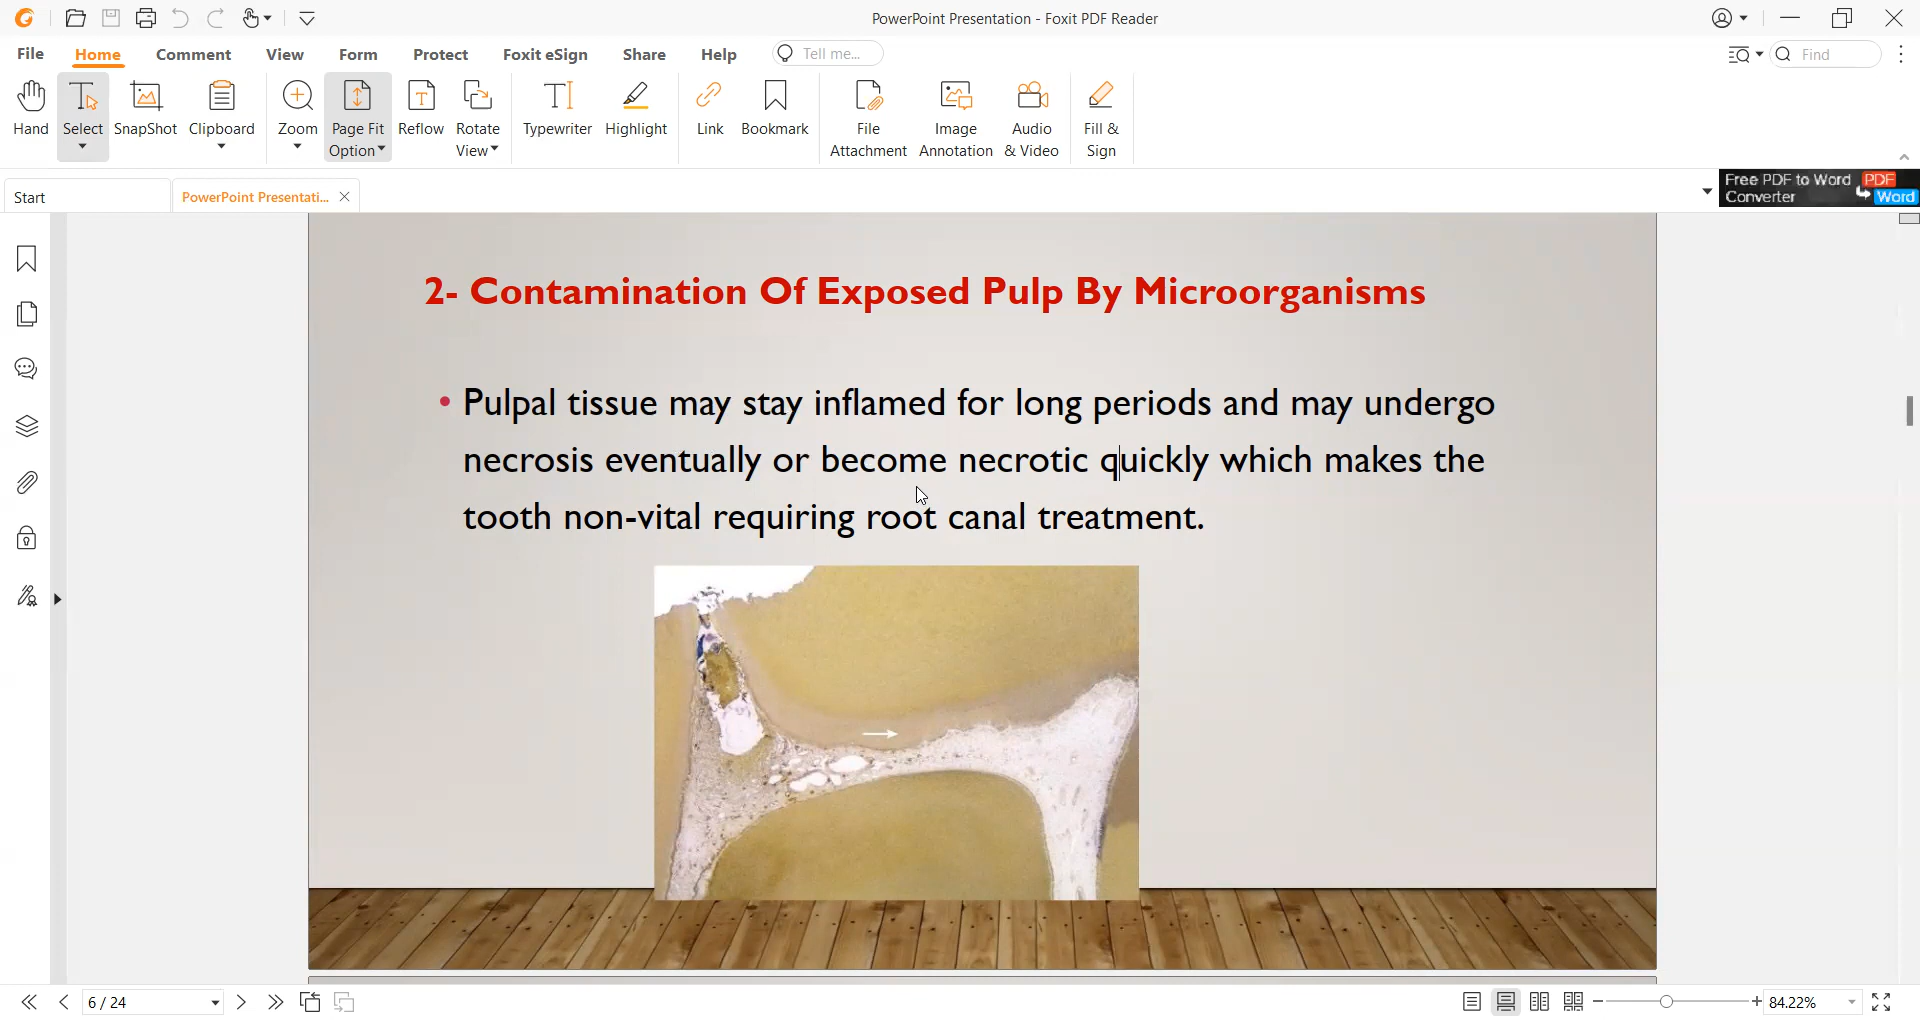 PowerPoint Presentation - Foxit PDF Reader
File Home Comment View Form Protect Foxit eSign Share Help Tell me... Find
Hand Select SnapShot Clipboard Zoom Page Fit Option Reflow Rotate View Typewriter Highlight Link Bookmark File Attachment Image Annotation Audio & Video Fill & Sign
Start PowerPoint Presentati... Free PDF to Word Converter PDF Word
2- Contamination Of Exposed Pulp By Microorganisms
• Pulpal tissue may stay inflamed for long periods and may undergo
necrosis eventually or become necrotic quickly which makes the
tooth non-vital requiring root canal treatment.
6 / 24 84.22%